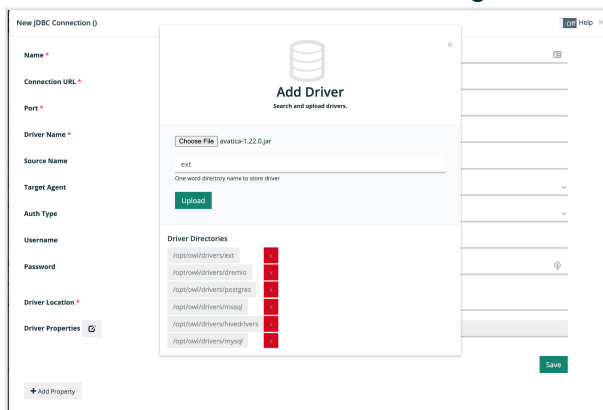 New JDBC Connection ()
Off Help ×
×
Add Driver
Search and upload drivers.
Name *
Connection URL *
Port *
Driver Name *
Source Name
Target Agent
Auth Type
Username
Password
Driver Location *
Driver Properties
Choose File avatica-1.22.0.jar
ext
One word directory name to store driver
Upload
Driver Directories
/opt/owl/drivers/ext x
/opt/owl/drivers/dremio x
/opt/owl/drivers/postgres x
/opt/owl/drivers/mssql x
/opt/owl/drivers/hivedrivers x
/opt/owl/drivers/mysql x
Save
+ Add Property